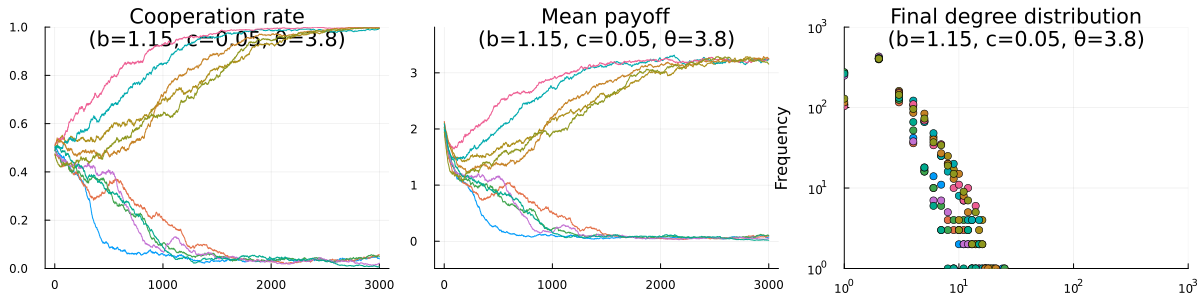 Cooperation rate
(b=1.15, c=0.05, θ=3.8)
1.0
0.8
0.6
0.4
0.2
0.0
0 1000 2000 3000
Mean payoff
(b=1.15, c=0.05, θ=3.8)
3
2
1
0
0 1000 2000 3000
Final degree distribution
(b=1.15, c=0.05, θ=3.8)
Frequency
10³
10²
10¹
10⁰
10⁰ 10¹ 10² 10³